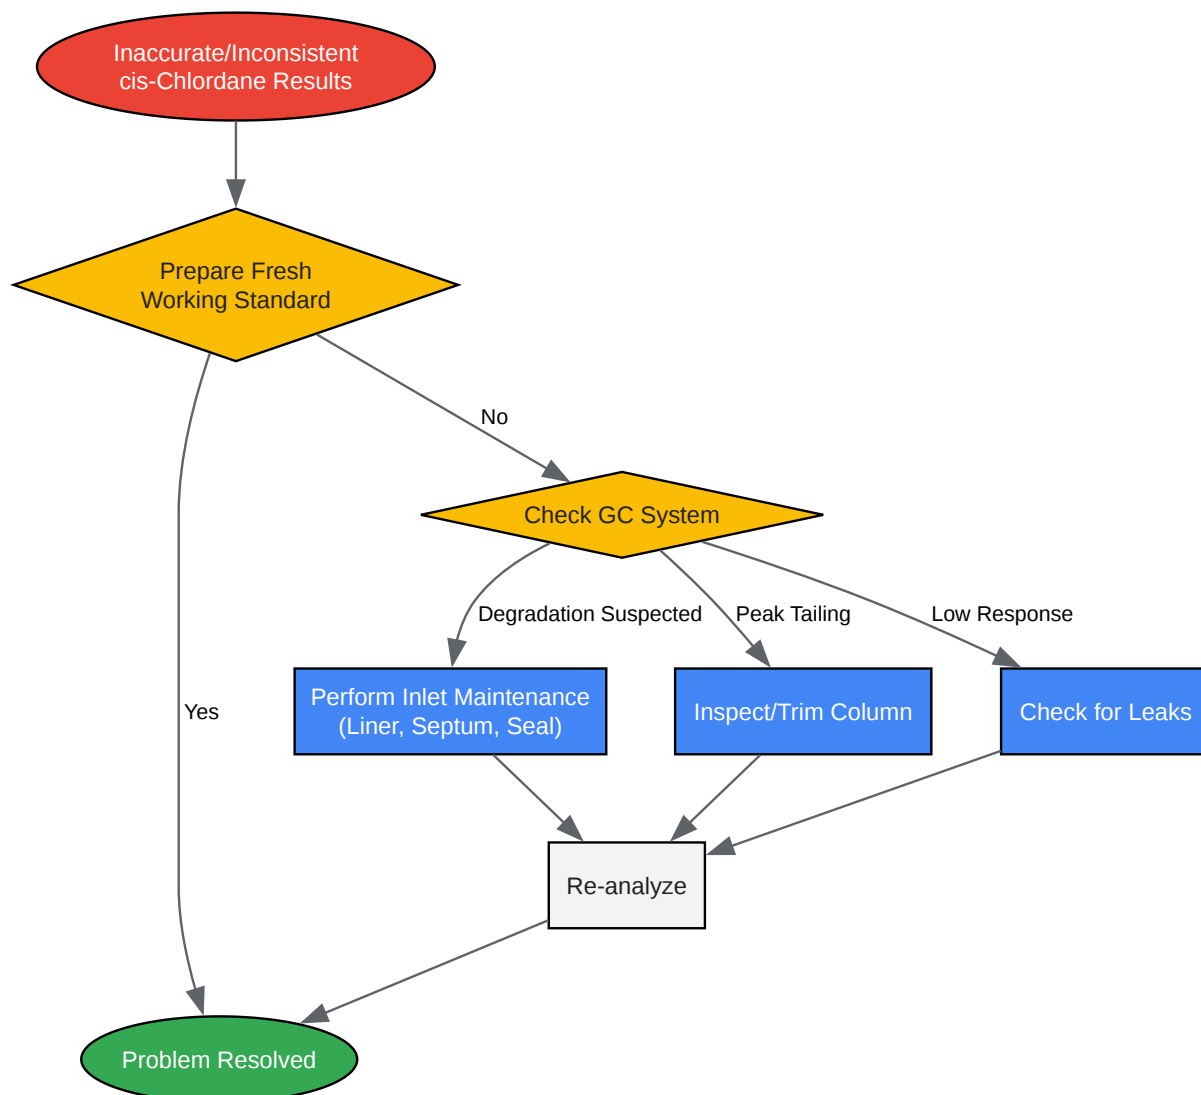 Inaccurate/Inconsistent
cis-Chlordane Results
Prepare Fresh
Working Standard
No
Check GC System
Degradation Suspected
Peak Tailing
Low Response
Perform Inlet Maintenance
(Liner, Septum, Seal)
Inspect/Trim Column
Check for Leaks
Yes
Re-analyze
Problem Resolved